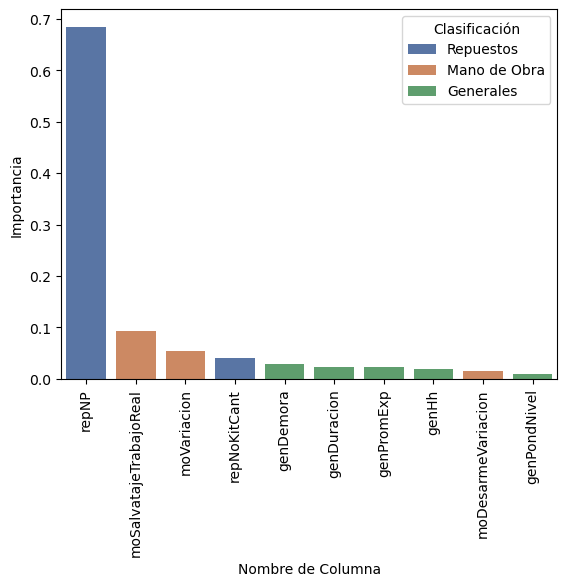 0.7
0.6
0.5
0.4
0.3
0.2
0.1
0.0
Importancia
Clasificación
Repuestos
Mano de Obra
Generales
repNP
moSalvatajeTrabajoReal
moVariacion
repNoKitCant
genDemora
genDuracion
genPromExp
genHh
moDesarmeVariacion
genPondNivel
Nombre de Columna